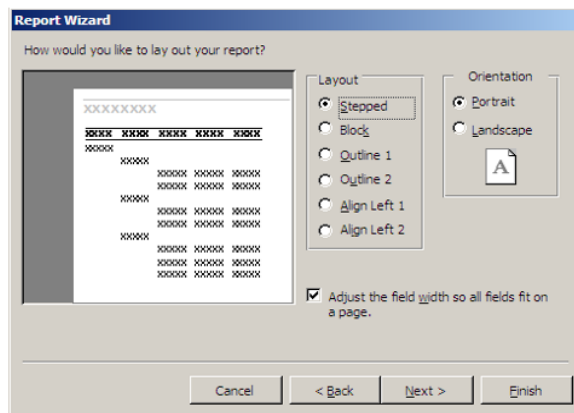 Report Wizard
How would you like to lay out your report?
XXXXXXXX
XXXX XXXX XXXX XXXX XXXX
XXXXX
XXXXX
XXXXX XXXXX XXXXX
XXXXX XXXXX XXXXX
XXXXX
XXXXX XXXXX XXXXX
XXXXX XXXXX XXXXX
XXXXX
XXXXX XXXXX XXXXX
XXXXX XXXXX XXXXX
XXXXX XXXXX XXXXX
Layout
Stepped
Block
Outline 1
Outline 2
Align Left 1
Align Left 2
Orientation
Portrait
Landscape
A
Adjust the field width so all fields fit on
a page.
Cancel
< Back
Next >
Finish